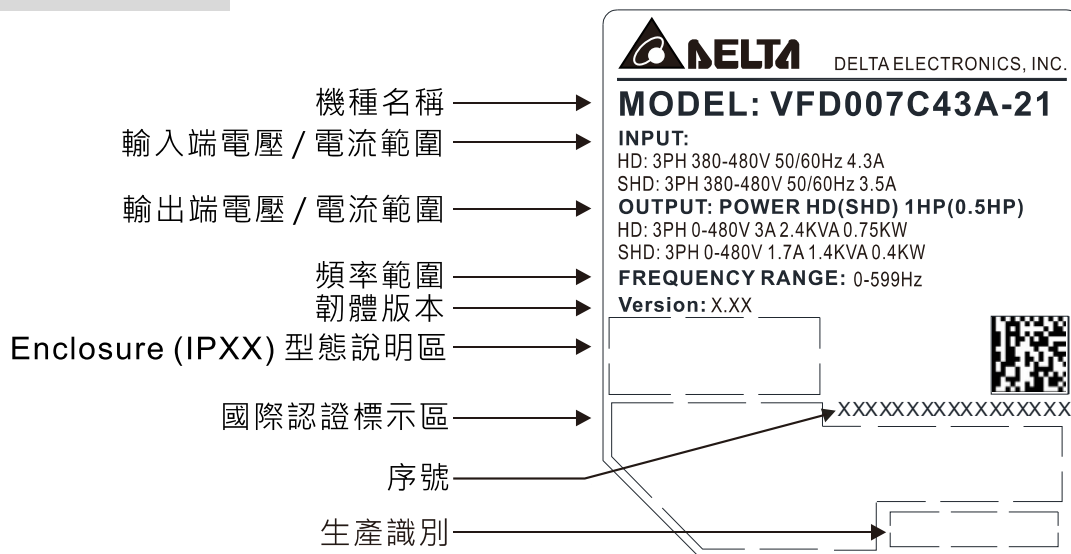 機種名稱
輸入端電壓 / 電流範圍
輸出端電壓 / 電流範圍
頻率範圍
韌體版本
Enclosure (IPXX) 型態說明區
國際認證標示區
序號
生產識別
DELTA DELTA ELECTRONICS, INC.
MODEL: VFD007C43A-21
INPUT:
HD: 3PH 380-480V 50/60Hz 4.3A
SHD: 3PH 380-480V 50/60Hz 3.5A
OUTPUT: POWER HD(SHD) 1HP(0.5HP)
HD: 3PH 0-480V 3A 2.4KVA 0.75KW
SHD: 3PH 0-480V 1.7A 1.4KVA 0.4KW
FREQUENCY RANGE: 0-599Hz
Version: X.XX
XXXXXXXXXXXXXXXXX